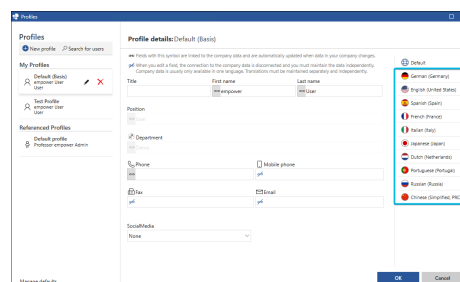 Profiles
Profiles
New profile
Search for users
My Profiles
Default (Basis)
empower User
User
Test Profile
empower User
User
Referenced Profiles
Default profile
Professor empower Admin
Manage defaults
Profile details: Default (Basis)
Fields with this symbol are linked to the company data and are automatically updated when data in your company changes.
When you edit a field, the connection to the company data is disconnected and you must maintain the data independently.
Company data is usually only available in one language. Translations must be maintained separately and independently.
Title
First name
Last name
empower
User
Position
User
Department
Phone
Mobile phone
Fax
Email
SocialMedia
None
Default
German (Germany)
English (United States)
Spanish (Spain)
French (France)
Italian (Italy)
Japanese (Japan)
Dutch (Netherlands)
Portuguese (Portugal)
Russian (Russia)
Chinese (Simplified, PRC)
OK
Cancel